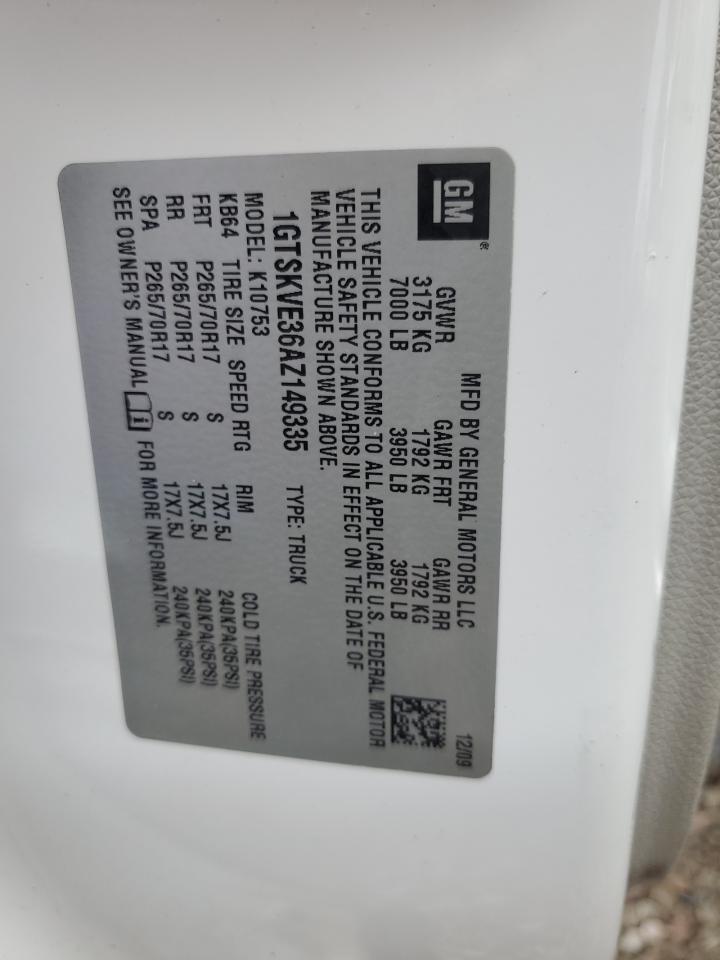 GM®
MFD BY GENERAL MOTORS LLC 12/09
GVWR GAWR FRT GAWR RR
3175 KG 1792 KG 1792 KG
7000 LB 3950 LB 3950 LB
THIS VEHICLE CONFORMS TO ALL APPLICABLE U.S. FEDERAL MOTOR
VEHICLE SAFETY STANDARDS IN EFFECT ON THE DATE OF
MANUFACTURE SHOWN ABOVE.
1GTSKVE36AZ149335 TYPE: TRUCK
MODEL: K10753
KB64 TIRE SIZE SPEED RTG RIM COLD TIRE PRESSURE
FRT P265/70R17 S 17X7.5J 240KPA(35PSI)
RR P265/70R17 S 17X7.5J 240KPA(35PSI)
SPA P265/70R17 S 17X7.5J 240KPA(35PSI)
SEE OWNER'S MANUAL i FOR MORE INFORMATION.